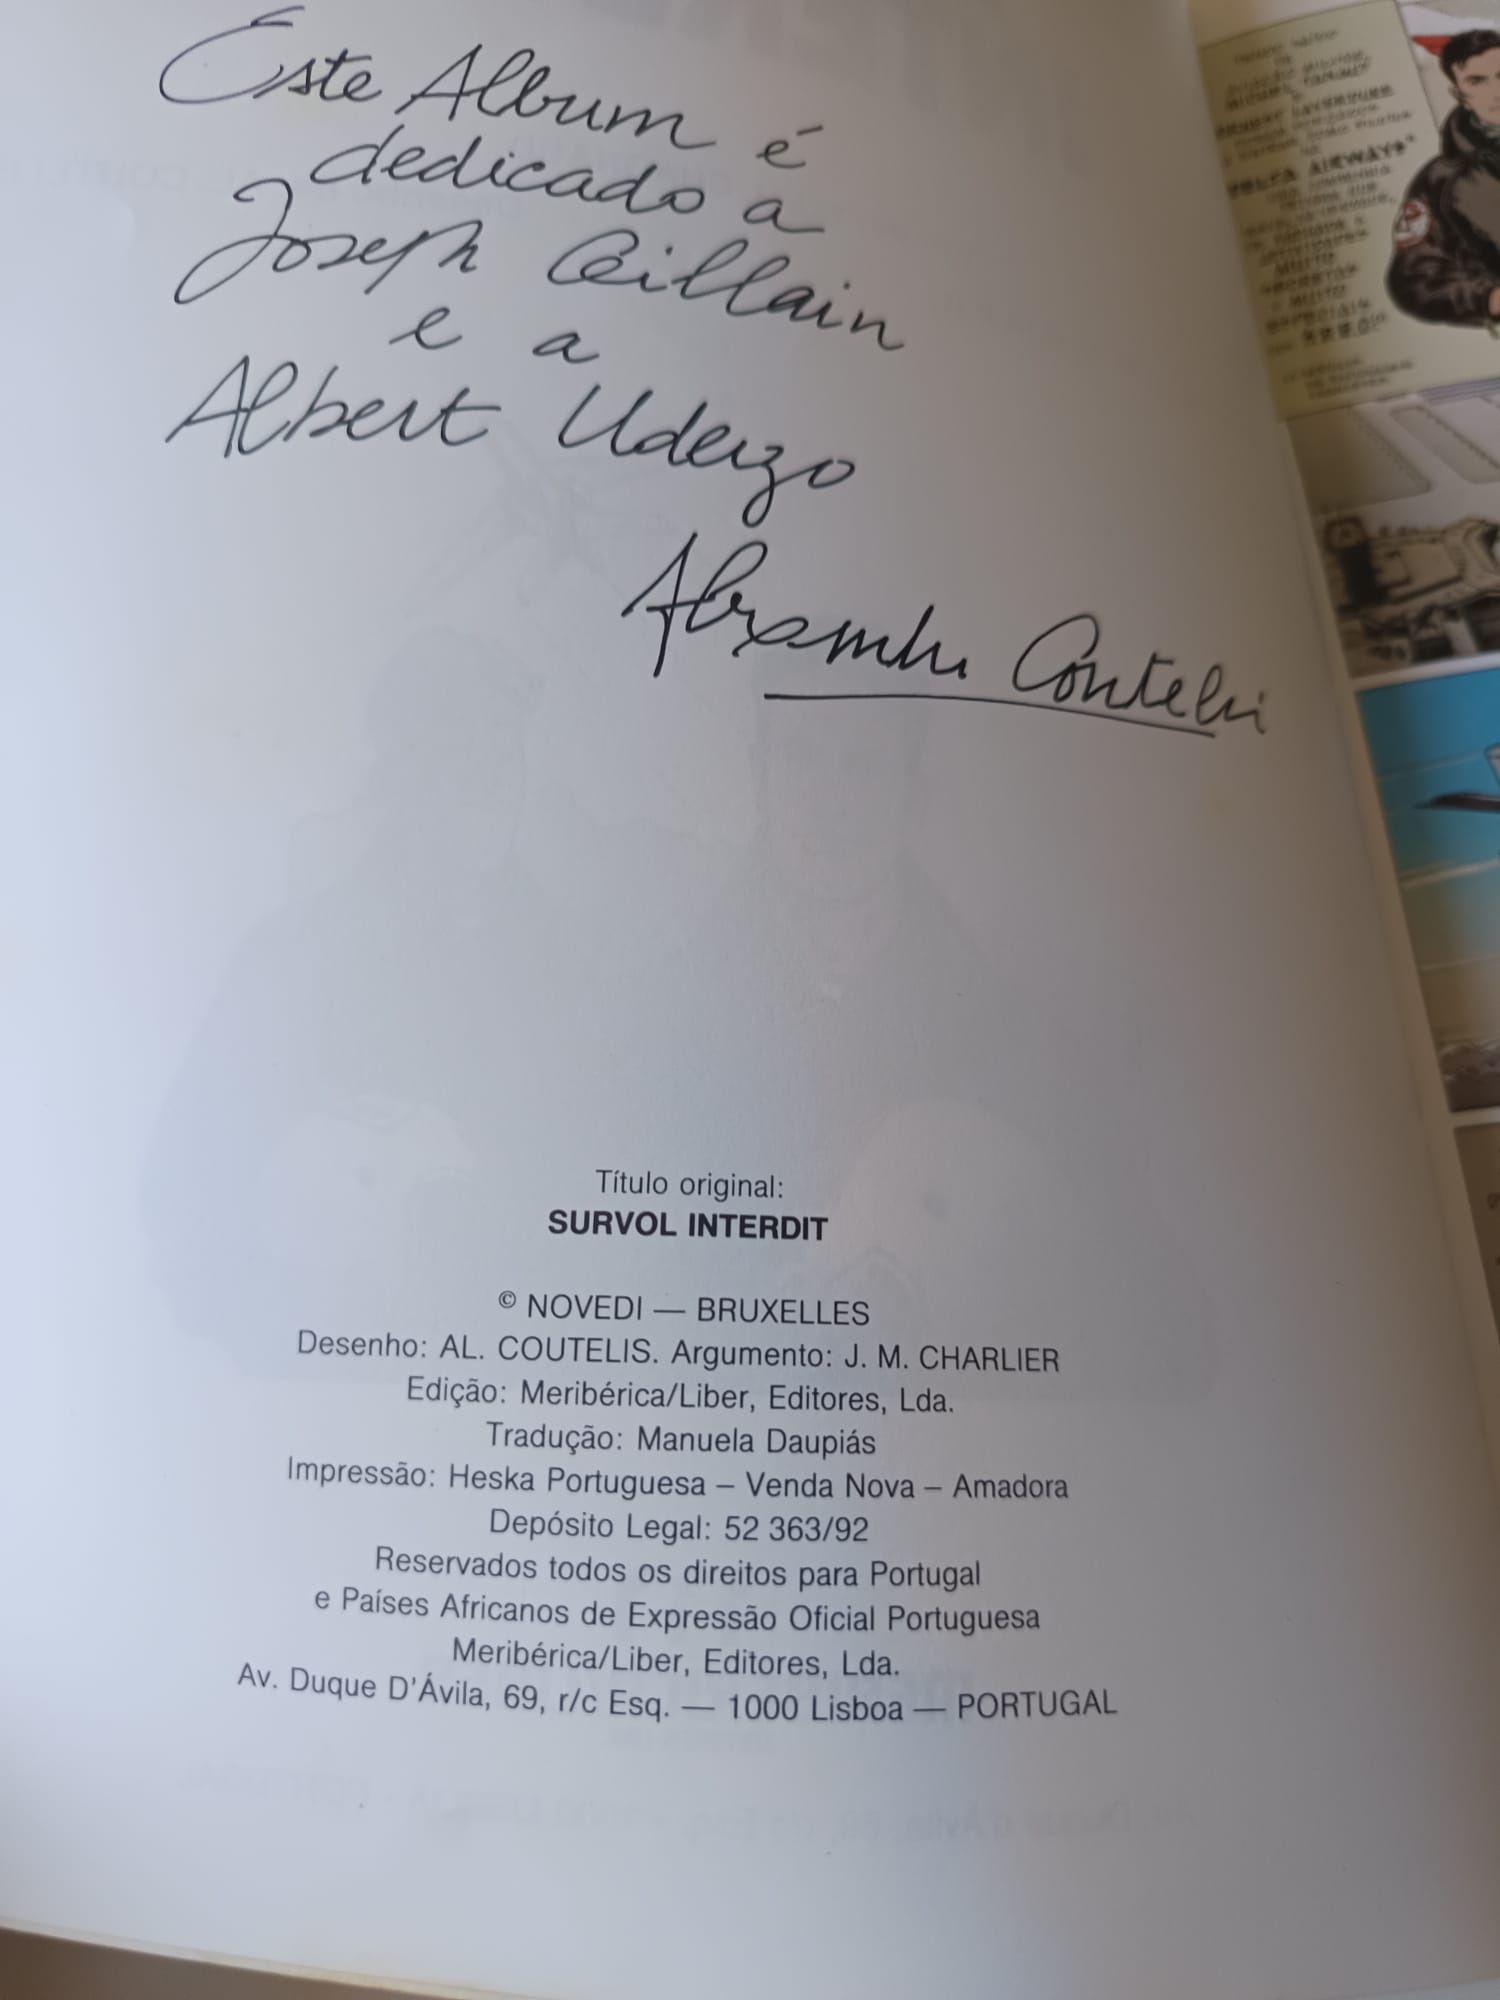 Este Album é
dedicado a
Joseph Gillain
e a
Albert Uderzo
Alexandre Coutelis
Título original:
SURVOL INTERDIT
© NOVEDI — BRUXELLES
Desenho: AL. COUTELIS. Argumento: J. M. CHARLIER
Edição: Meribérica/Liber, Editores, Lda.
Tradução: Manuela Daupiás
Impressão: Heska Portuguesa – Venda Nova – Amadora
Depósito Legal: 52 363/92
Reservados todos os direitos para Portugal
e Países Africanos de Expressão Oficial Portuguesa
Meribérica/Liber, Editores, Lda.
Av. Duque D'Ávila, 69, r/c Esq. — 1000 Lisboa — PORTUGAL
AIRWAYS"
MUITO